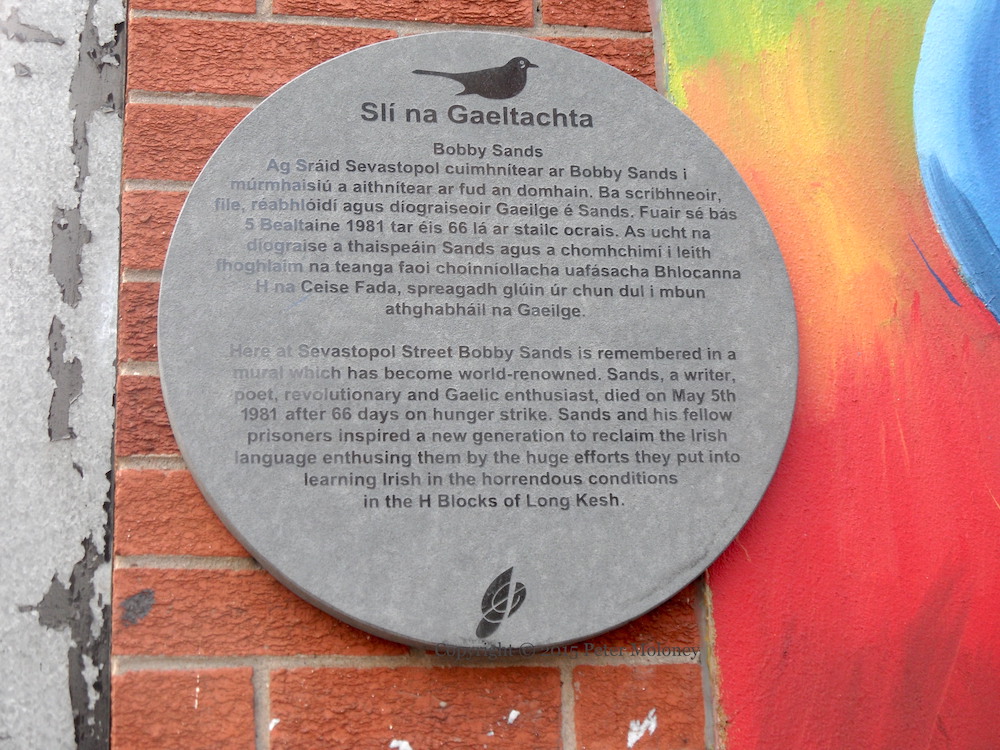 Slí na Gaeltachta
Bobby Sands
Ag Sráid Sevastopol cuimhnítear ar Bobby Sands i
múrmhaisiú a aithnítear ar fud an domhain. Ba scríbhneoir,
file, réabhlóidí agus díograiseoir Gaeilge é Sands. Fuair sé bás
5 Bealtaine 1981 tar éis 66 lá ar stailc ocrais. As ucht na
díograise a thaispeáin Sands agus a chomhchimí i leith
fhoghlaim na teanga faoi choinníollacha uafásacha Bhlocanna
H na Ceise Fada, spreagadh glúin úr chun dul i mbun
athghabháil na Gaeilge.
Here at Sevastopol Street Bobby Sands is remembered in a
mural which has become world-renowned. Sands, a writer,
poet, revolutionary and Gaelic enthusiast, died on May 5th
1981 after 66 days on hunger strike. Sands and his fellow
prisoners inspired a new generation to reclaim the Irish
language enthusing them by the huge efforts they put into
learning Irish in the horrendous conditions
in the H Blocks of Long Kesh.
Copyright © 2015 Peter Moloney